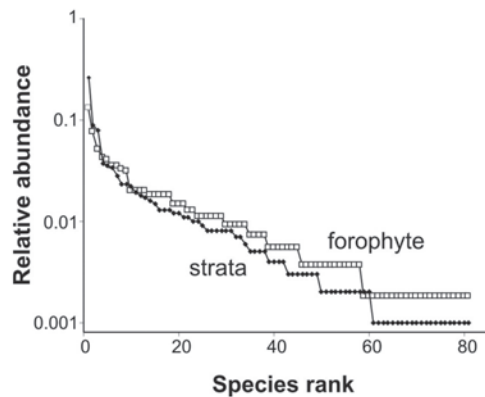 1
0.1
Relative abundance
0.01
forophyte
strata
0.001
0
20
40
60
80
Species rank